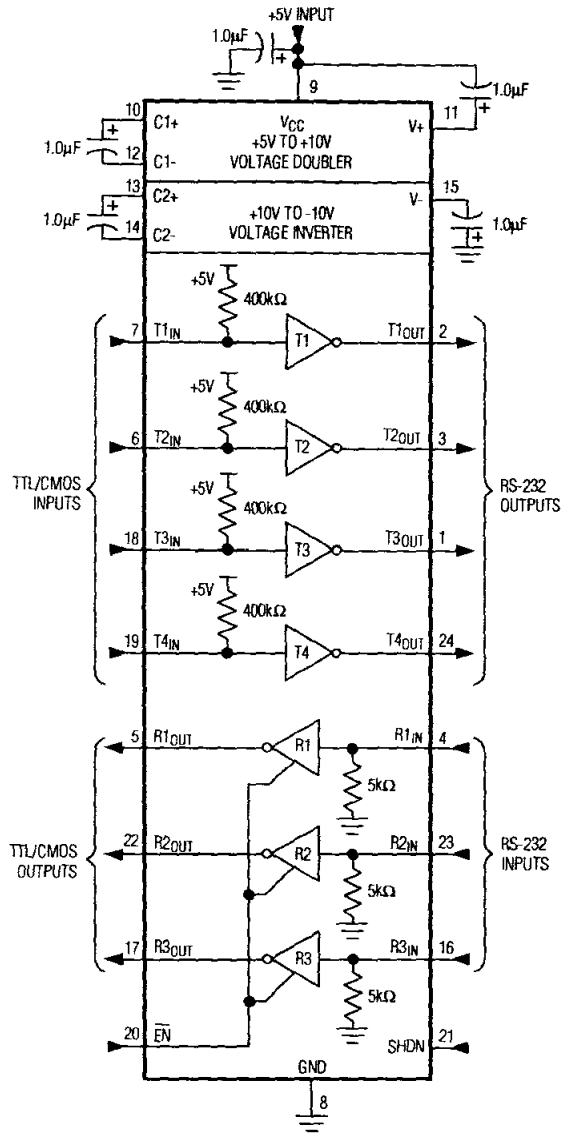 +5V INPUT
1.0µF
+
9
1.0µF
+
10 C1+ VCC V+ 11
1.0µF + +5V TO +10V
12 C1- VOLTAGE DOUBLER
13 C2+ V- 15
1.0µF + +10V TO -10V 1.0µF
14 C2- VOLTAGE INVERTER +
+5V
400kΩ
7 T1IN T1 T1OUT 2
+5V
400kΩ
6 T2IN T2 T2OUT 3
TTL/CMOS INPUTS
RS-232 OUTPUTS
+5V
400kΩ
18 T3IN T3 T3OUT 1
+5V
400kΩ
19 T4IN T4 T4OUT 24
5 R1OUT R1 R1IN 4
5kΩ
22 R2OUT R2 R2IN 23
TTL/CMOS OUTPUTS
RS-232 INPUTS
5kΩ
17 R3OUT R3 R3IN 16
5kΩ
20 E̅N̅ SHDN 21
GND
8